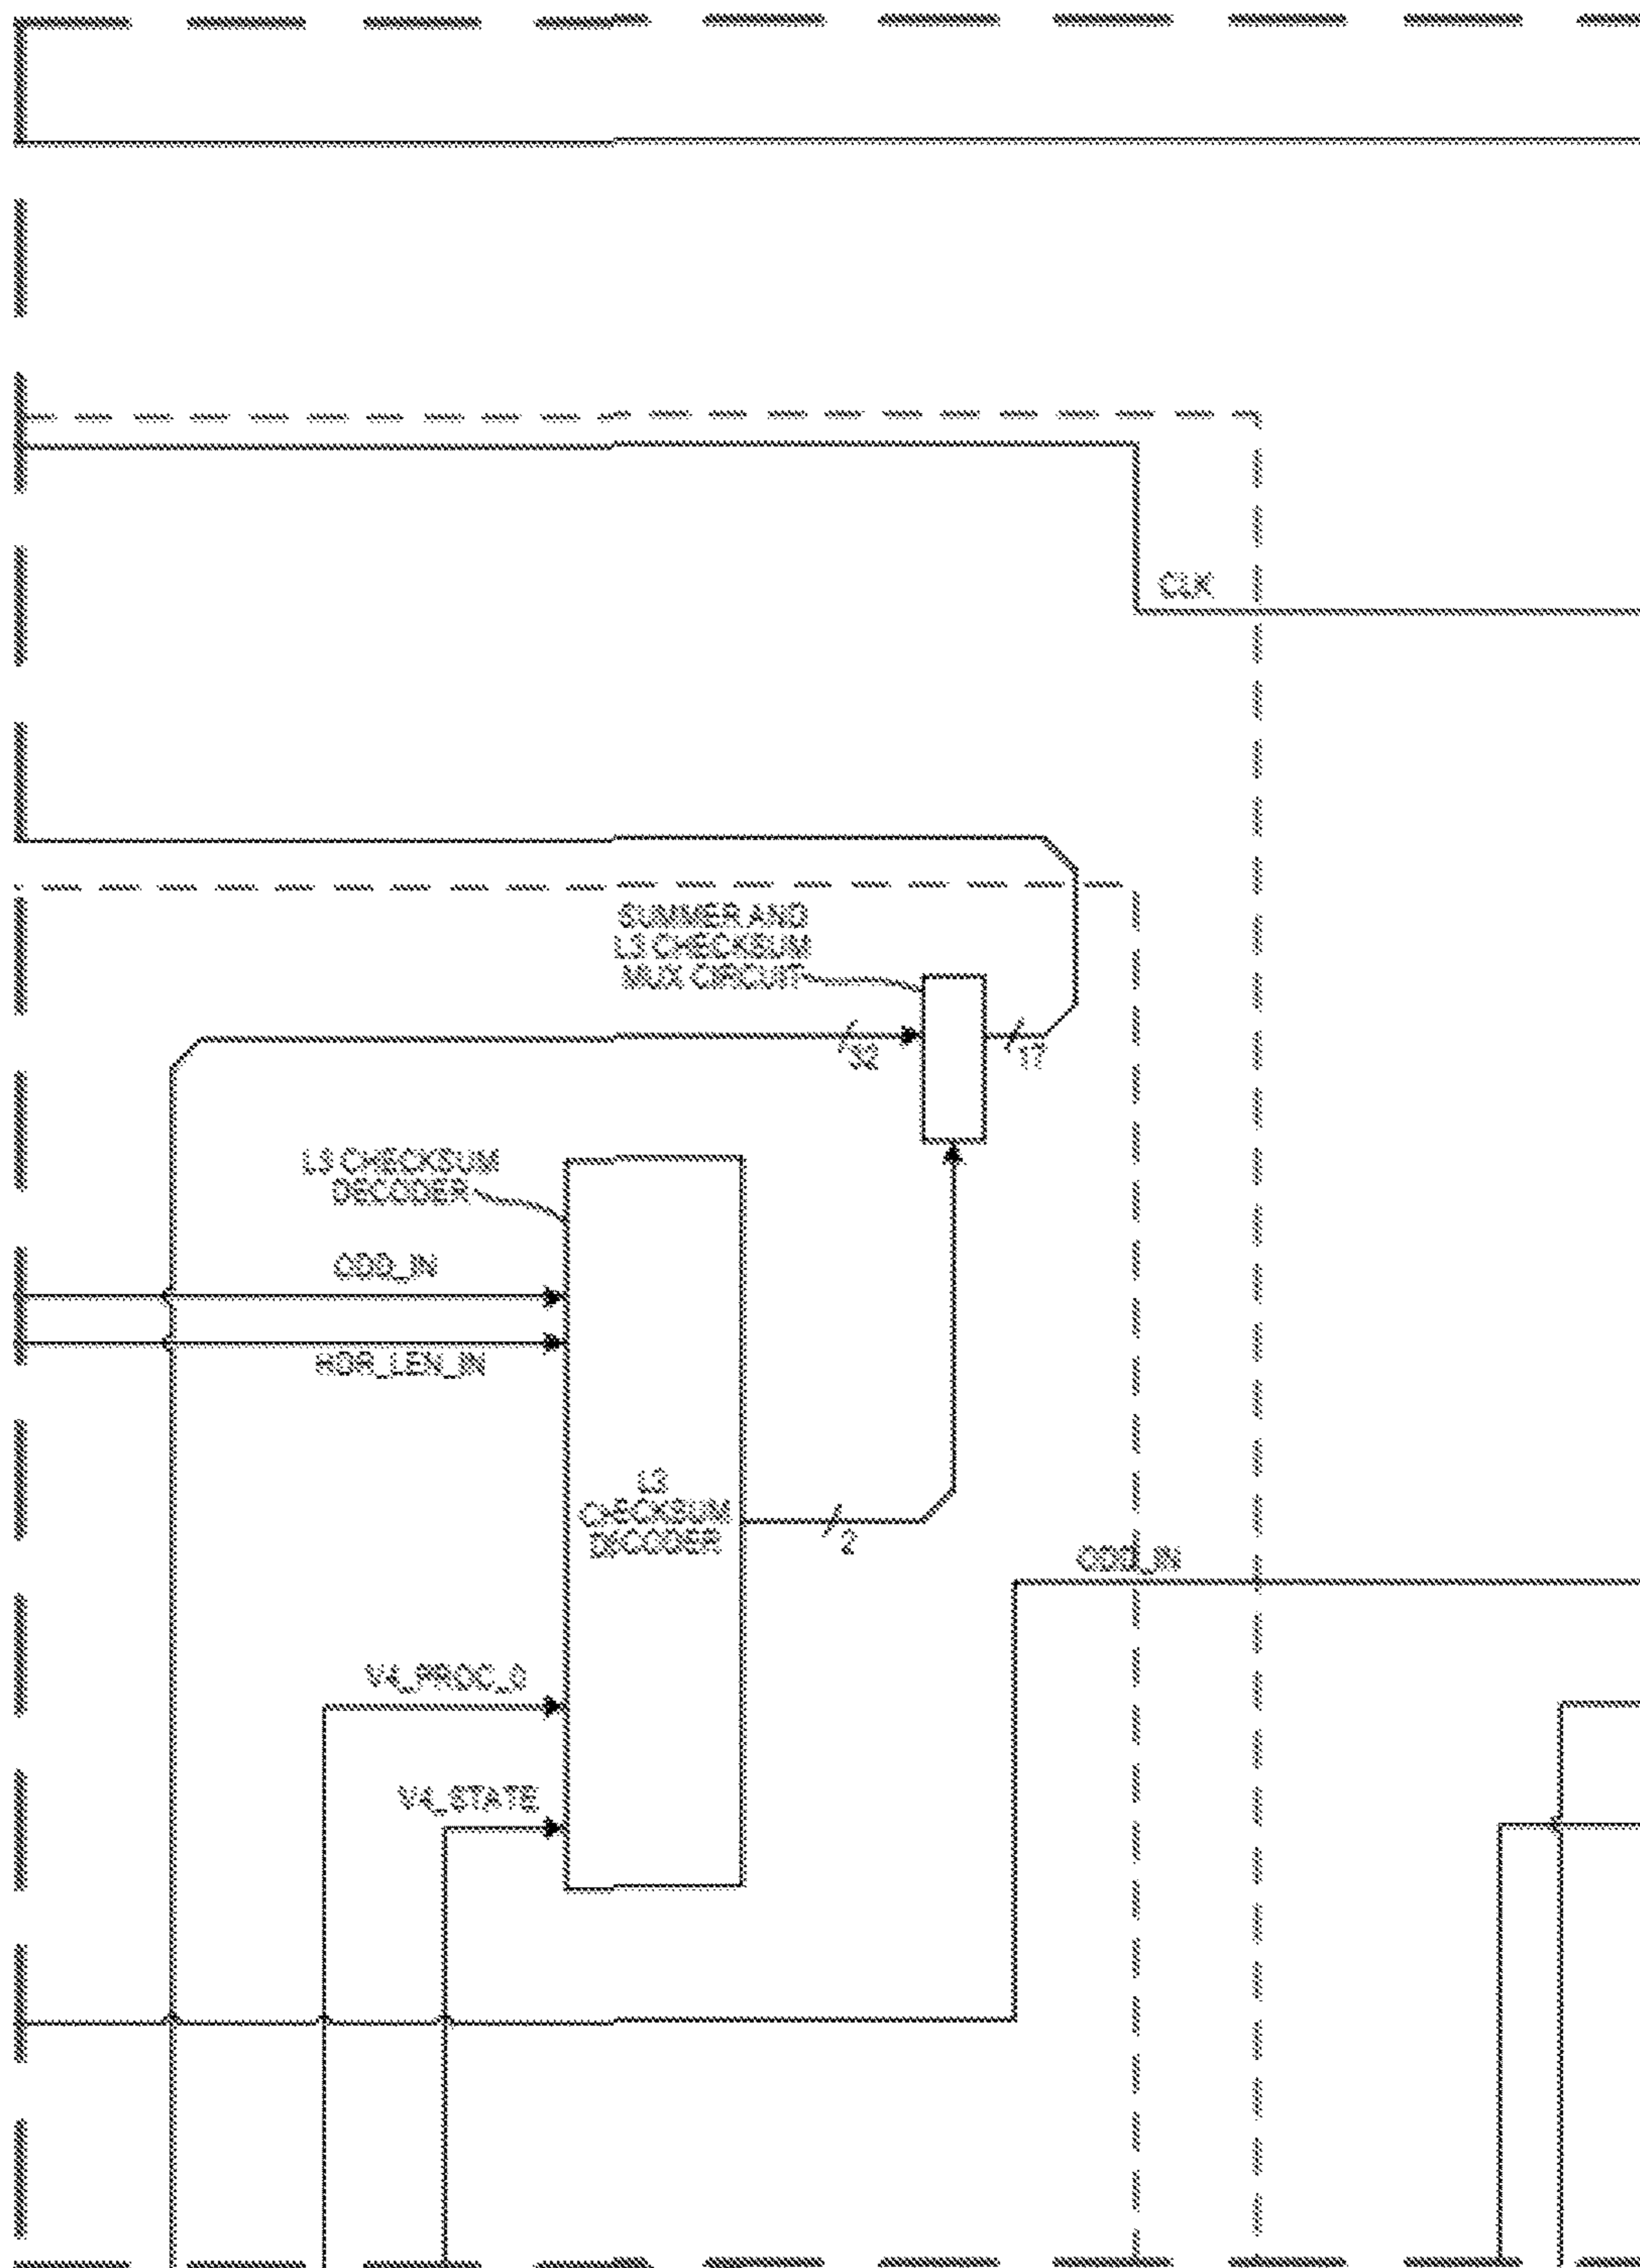 CLK
SUMMER AND
L3 CHECKSUM
MUX CIRCUIT
32
17
L3 CHECKSUM
DECODER
ODD_IN
HDR_LEN_IN
L3
CHECKSUM
DECODER
2
ODD_IN
V4_PROC_0
V4_STATE